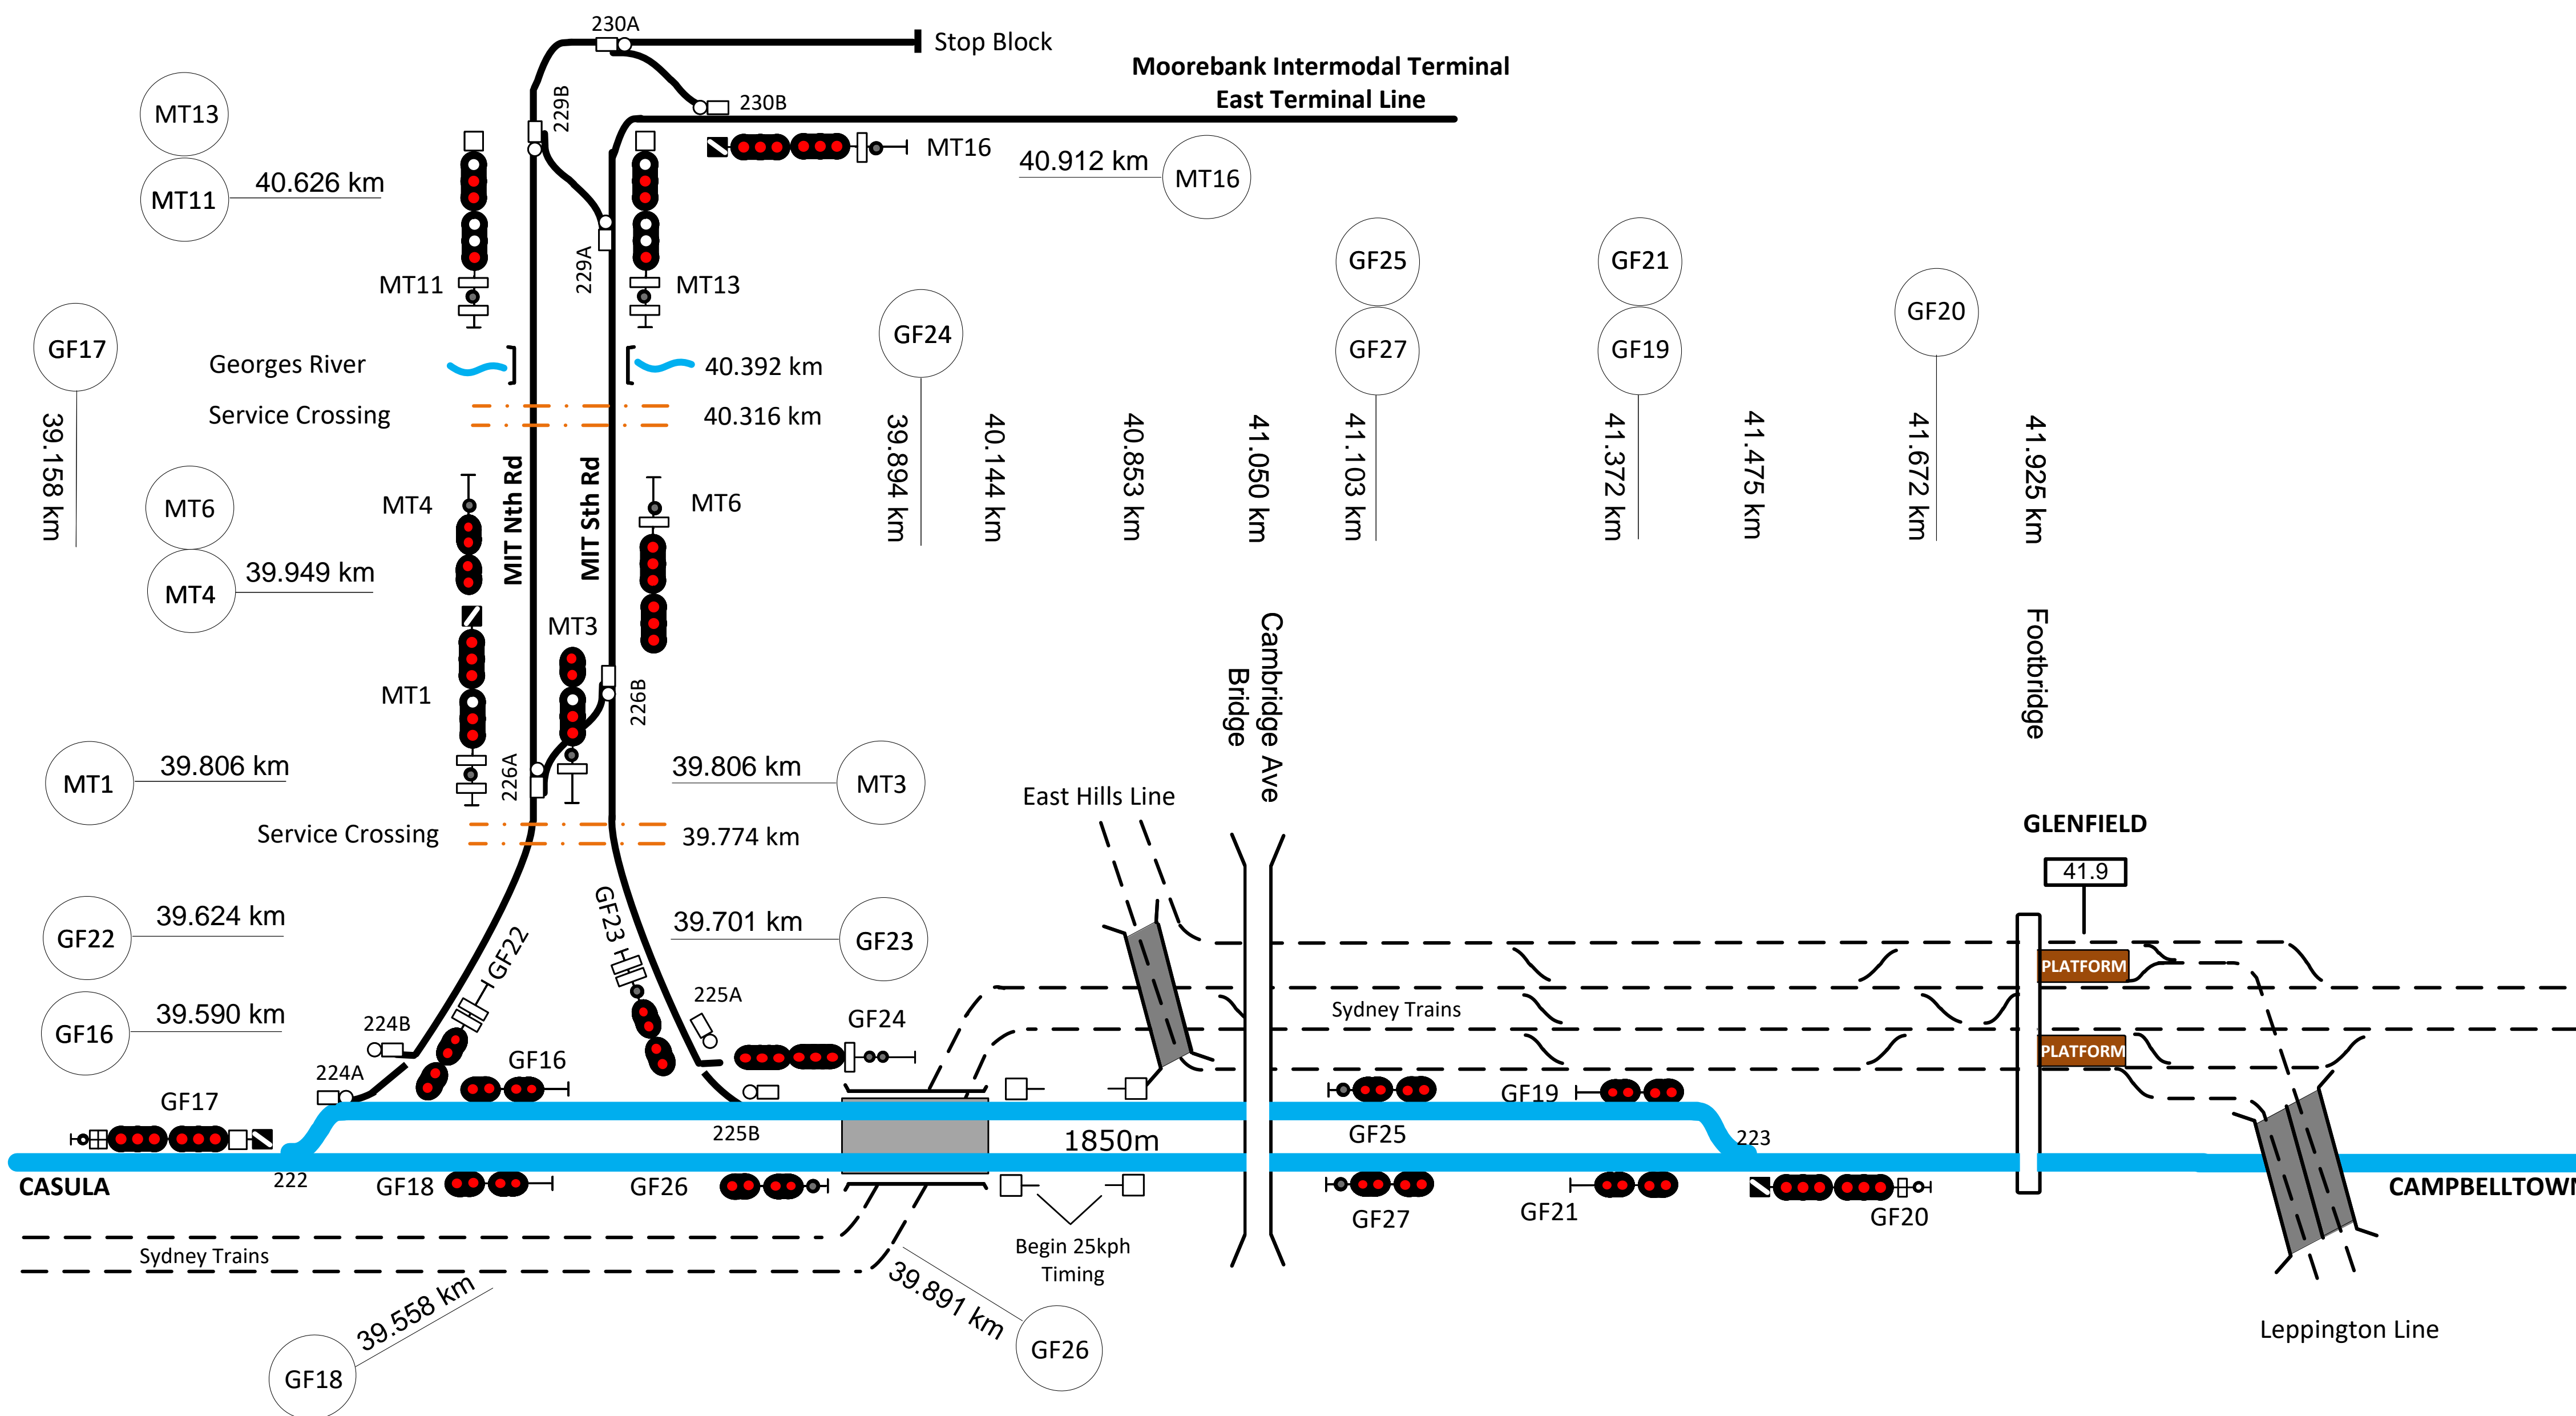 230A
Stop Block
Moorebank Intermodal Terminal
East Terminal Line
MT13
229B
230B
MT16
40.912 km
MT16
MT11
40.626 km
229A
MT11
MT13
GF25
GF21
GF20
GF17
GF24
GF27
GF19
Georges River
40.392 km
Service Crossing
40.316 km
39.158 km
39.894 km
40.144 km
40.853 km
41.050 km
41.103 km
41.372 km
41.475 km
41.672 km
41.925 km
MT6
MT4
MIT Nth Rd
MIT Sth Rd
MT6
MT4
39.949 km
MT3
MT1
226B
Cambridge Ave
Bridge
Footbridge
MT1
39.806 km
226A
39.806 km
MT3
East Hills Line
Service Crossing
39.774 km
GLENFIELD
41.9
GF22
39.624 km
GF22
GF23
39.701 km
GF23
PLATFORM
225A
Sydney Trains
GF16
39.590 km
224B
GF24
PLATFORM
224A
GF16
GF17
GF19
225B
1850m
GF25
223
CASULA
222
GF18
GF26
GF27
GF21
GF20
CAMPBELLTOWN
Sydney Trains
Begin 25kph
Timing
39.558 km
39.891 km
GF18
GF26
Leppington Line